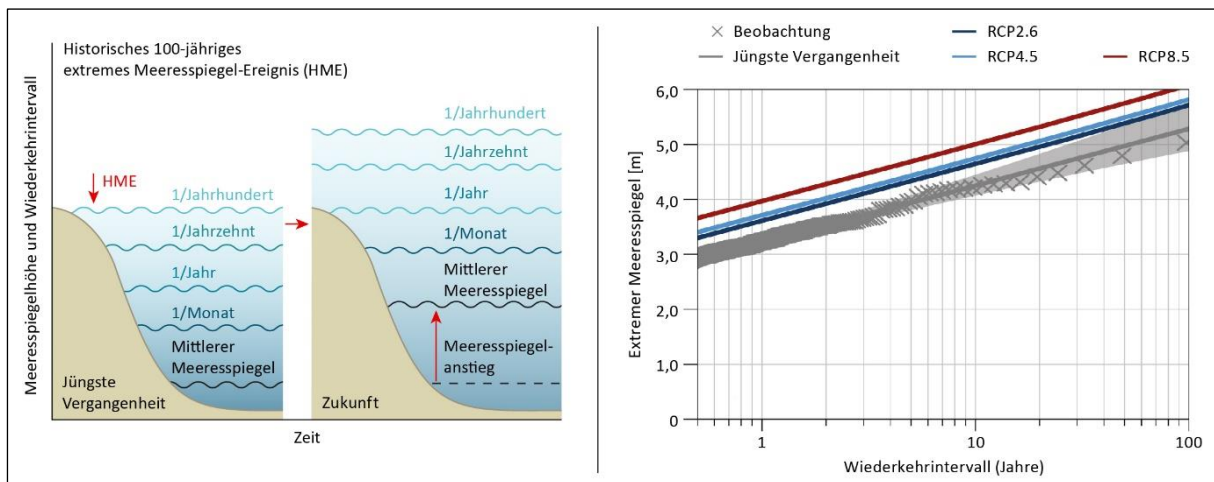 Historisches 100-jähriges
extremes Meeresspiegel-Ereignis (HME)
Meeresspiegelhöhe und Wiederkehrintervall
HME
1/Jahrhundert
1/Jahrzehnt
1/Jahr
1/Monat
Mittlerer
Meeresspiegel
Jüngste
Vergangenheit
1/Jahrhundert
1/Jahrzehnt
1/Jahr
1/Monat
Mittlerer
Meeresspiegel
Meeresspiegel-
anstieg
Zukunft
Zeit
Beobachtung
Jüngste Vergangenheit
RCP2.6
RCP4.5
RCP8.5
Extremer Meeresspiegel [m]
6,0
5,0
4,0
3,0
2,0
1,0
0
1
10
100
Wiederkehrintervall (Jahre)